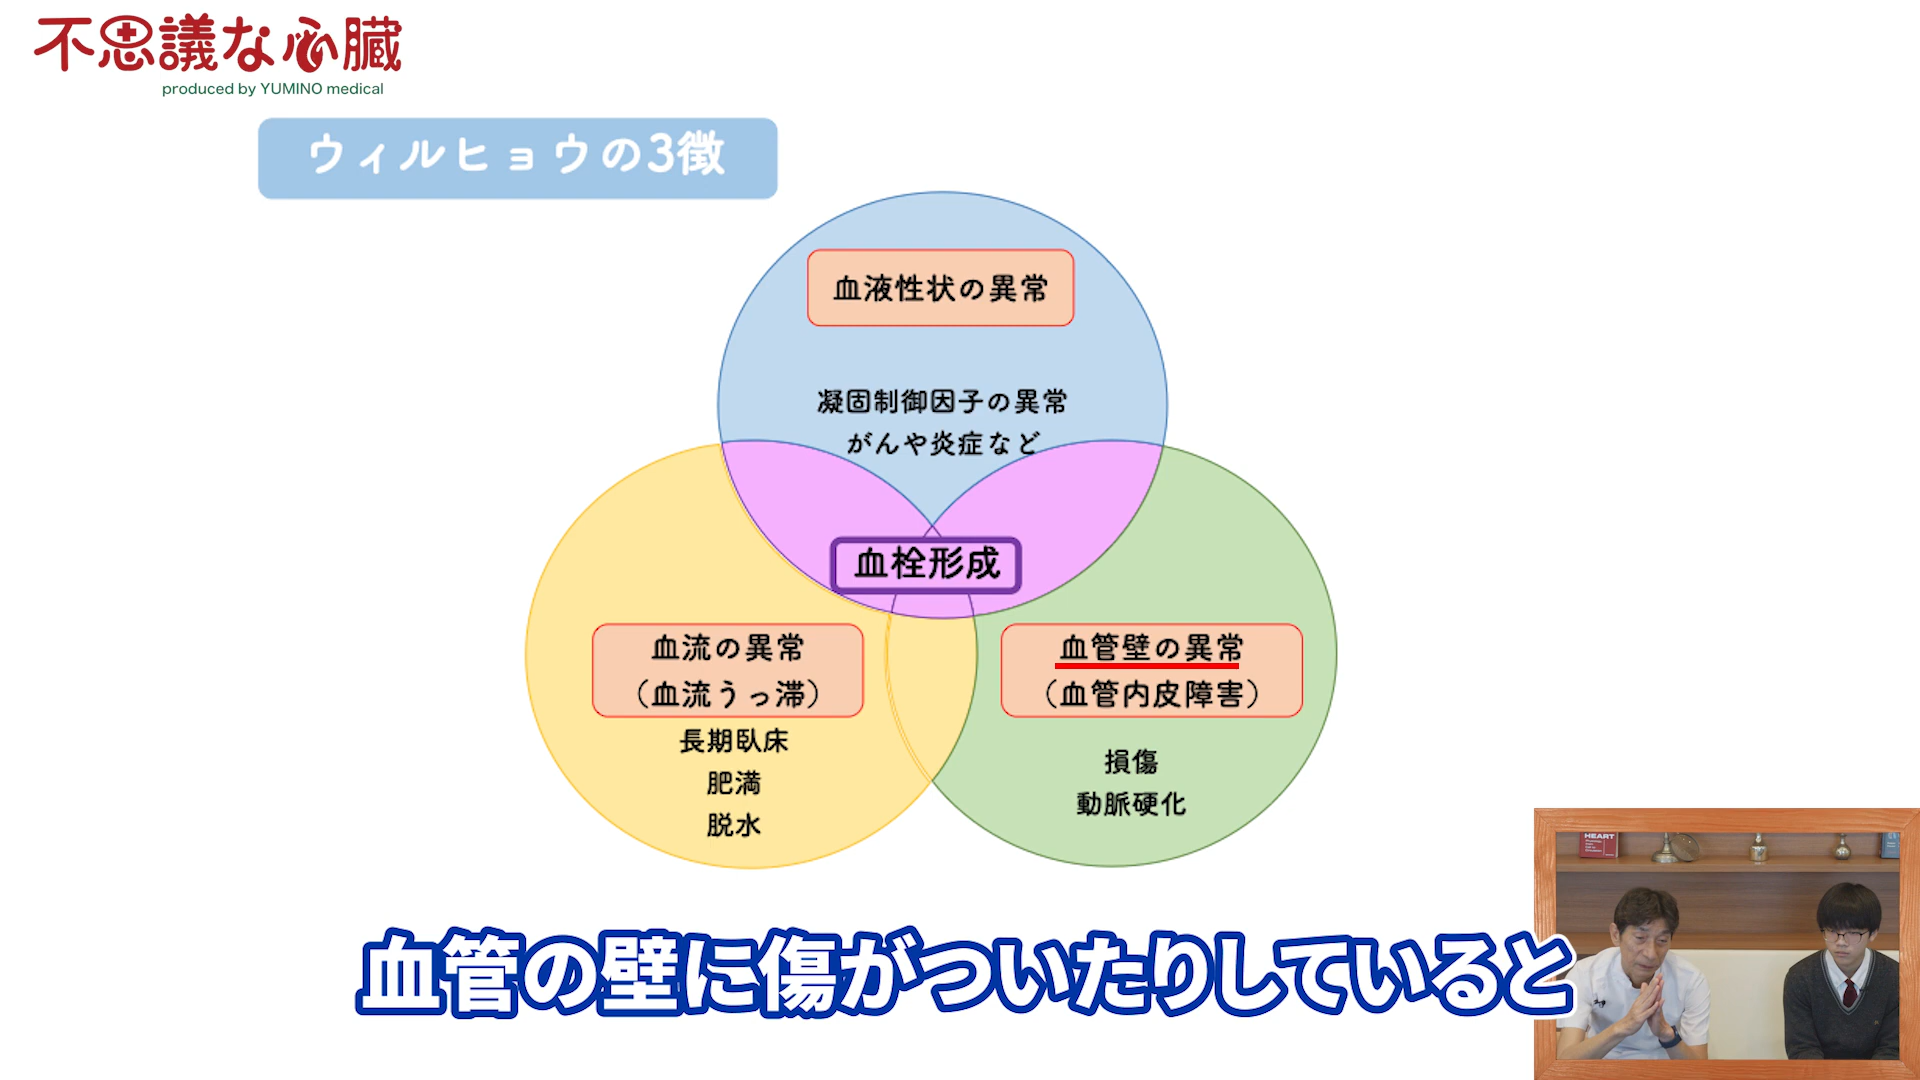 不思議な心臓
produced by YUMINO medical
ウィルヒョウの3徴
血液性状の異常
凝固制御因子の異常
がんや炎症など
血栓形成
血流の異常
（血流うっ滞）
長期臥床
肥満
脱水
血管壁の異常
（血管内皮障害）
損傷
動脈硬化
HEART
血管の壁に傷がついたりしていると